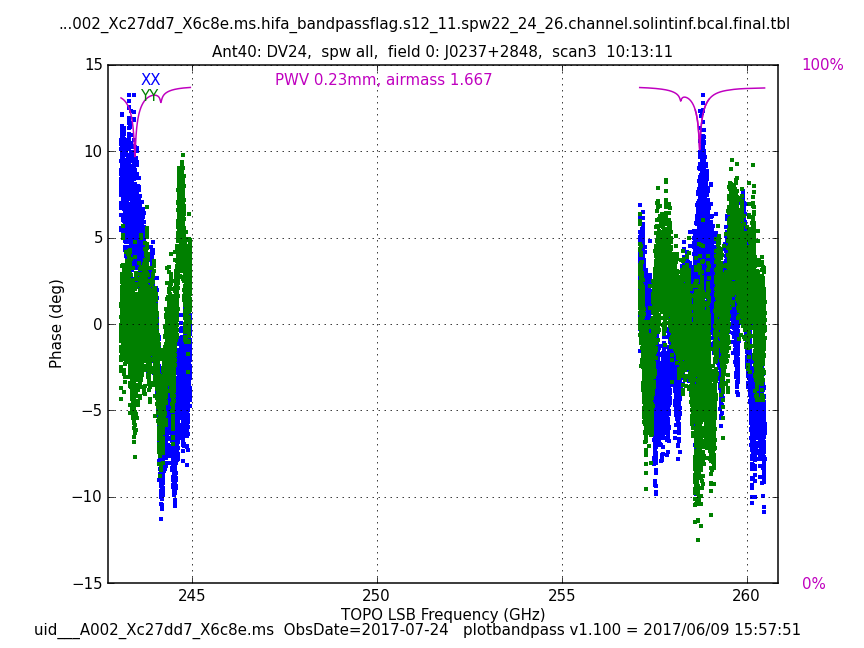 ...002_Xc27dd7_X6c8e.ms.hifa_bandpassflag.s12_11.spw22_24_26.channel.solintinf.bcal.final.tbl
Ant40: DV24,  spw all,  field 0: J0237+2848,  scan3  10:13:11
15 100%
XX PWV 0.23mm, airmass 1.667
YY
10
5
Phase (deg)
0
−5
−10
−15 0%
245 250 255 260
TOPO LSB Frequency (GHz)
uid___A002_Xc27dd7_X6c8e.ms  ObsDate=2017-07-24   plotbandpass v1.100 = 2017/06/09 15:57:51